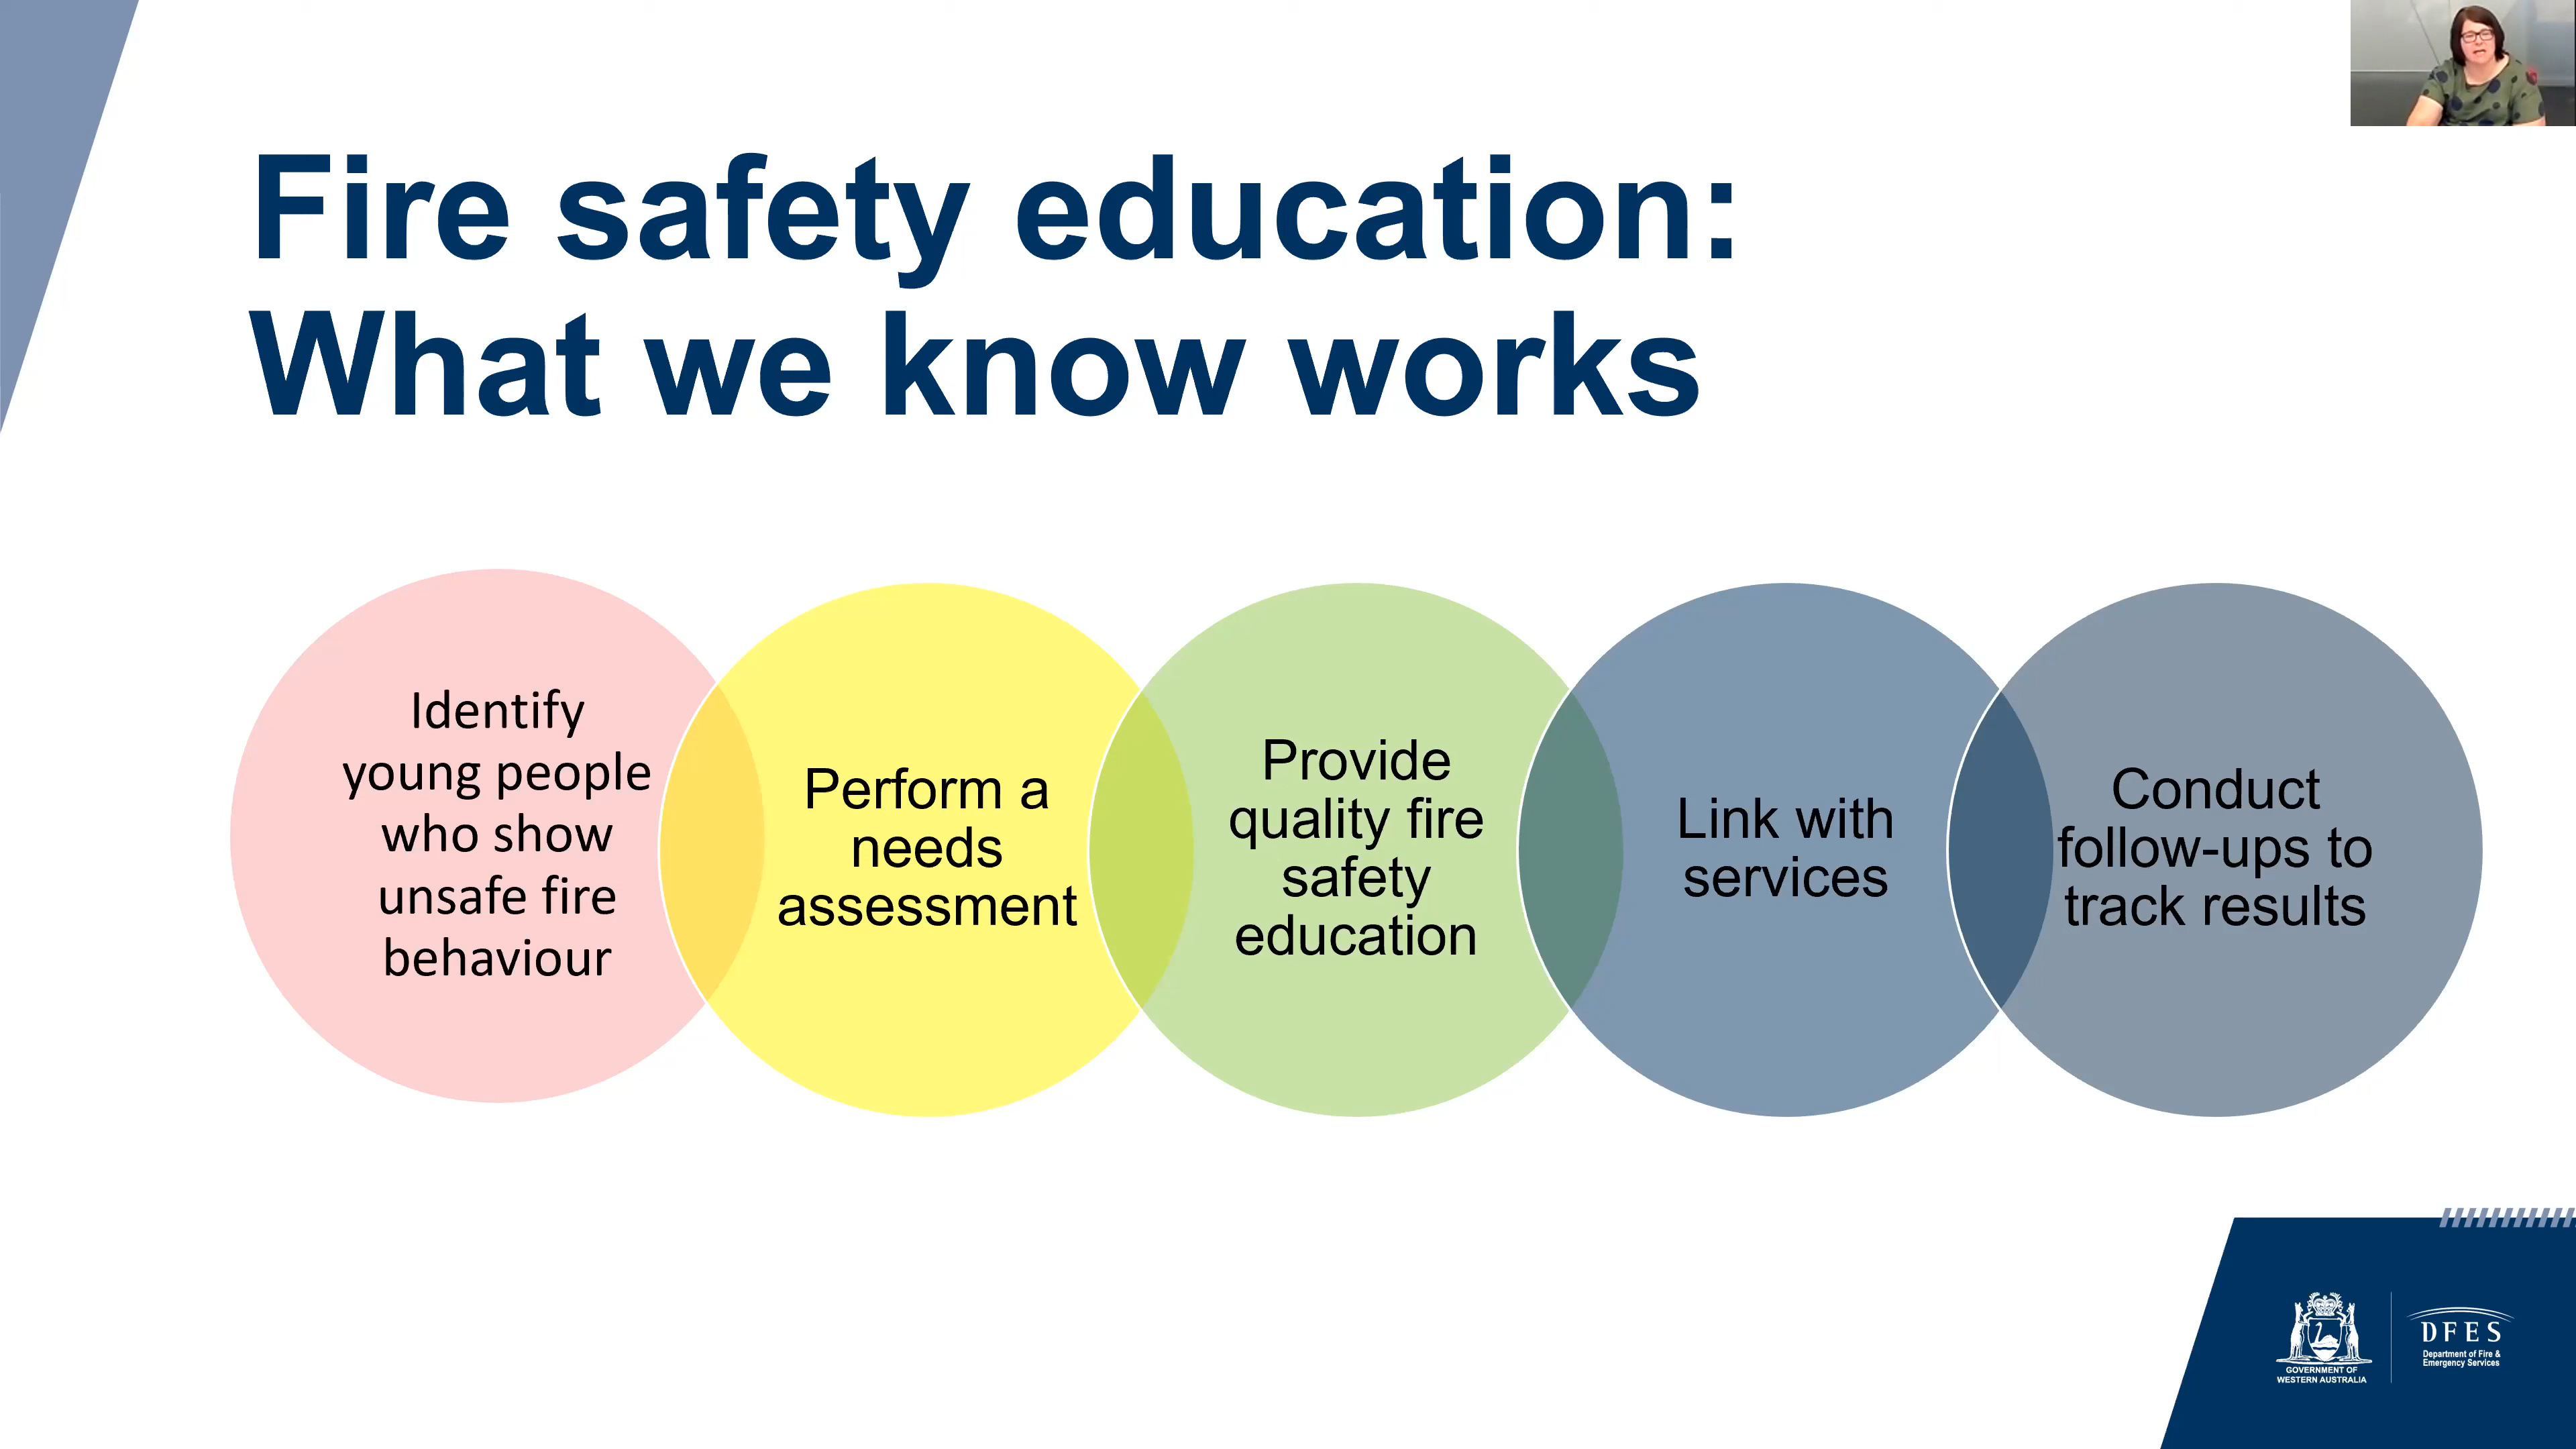 Fire safety education:
What we know works
Identify
young people
who show
unsafe fire
behaviour
Perform a
needs
assessment
Provide
quality fire
safety
education
Link with
services
Conduct
follow-ups to
track results
GOVERNMENT OF
WESTERN AUSTRALIA
DFES
Department of Fire &
Emergency Services